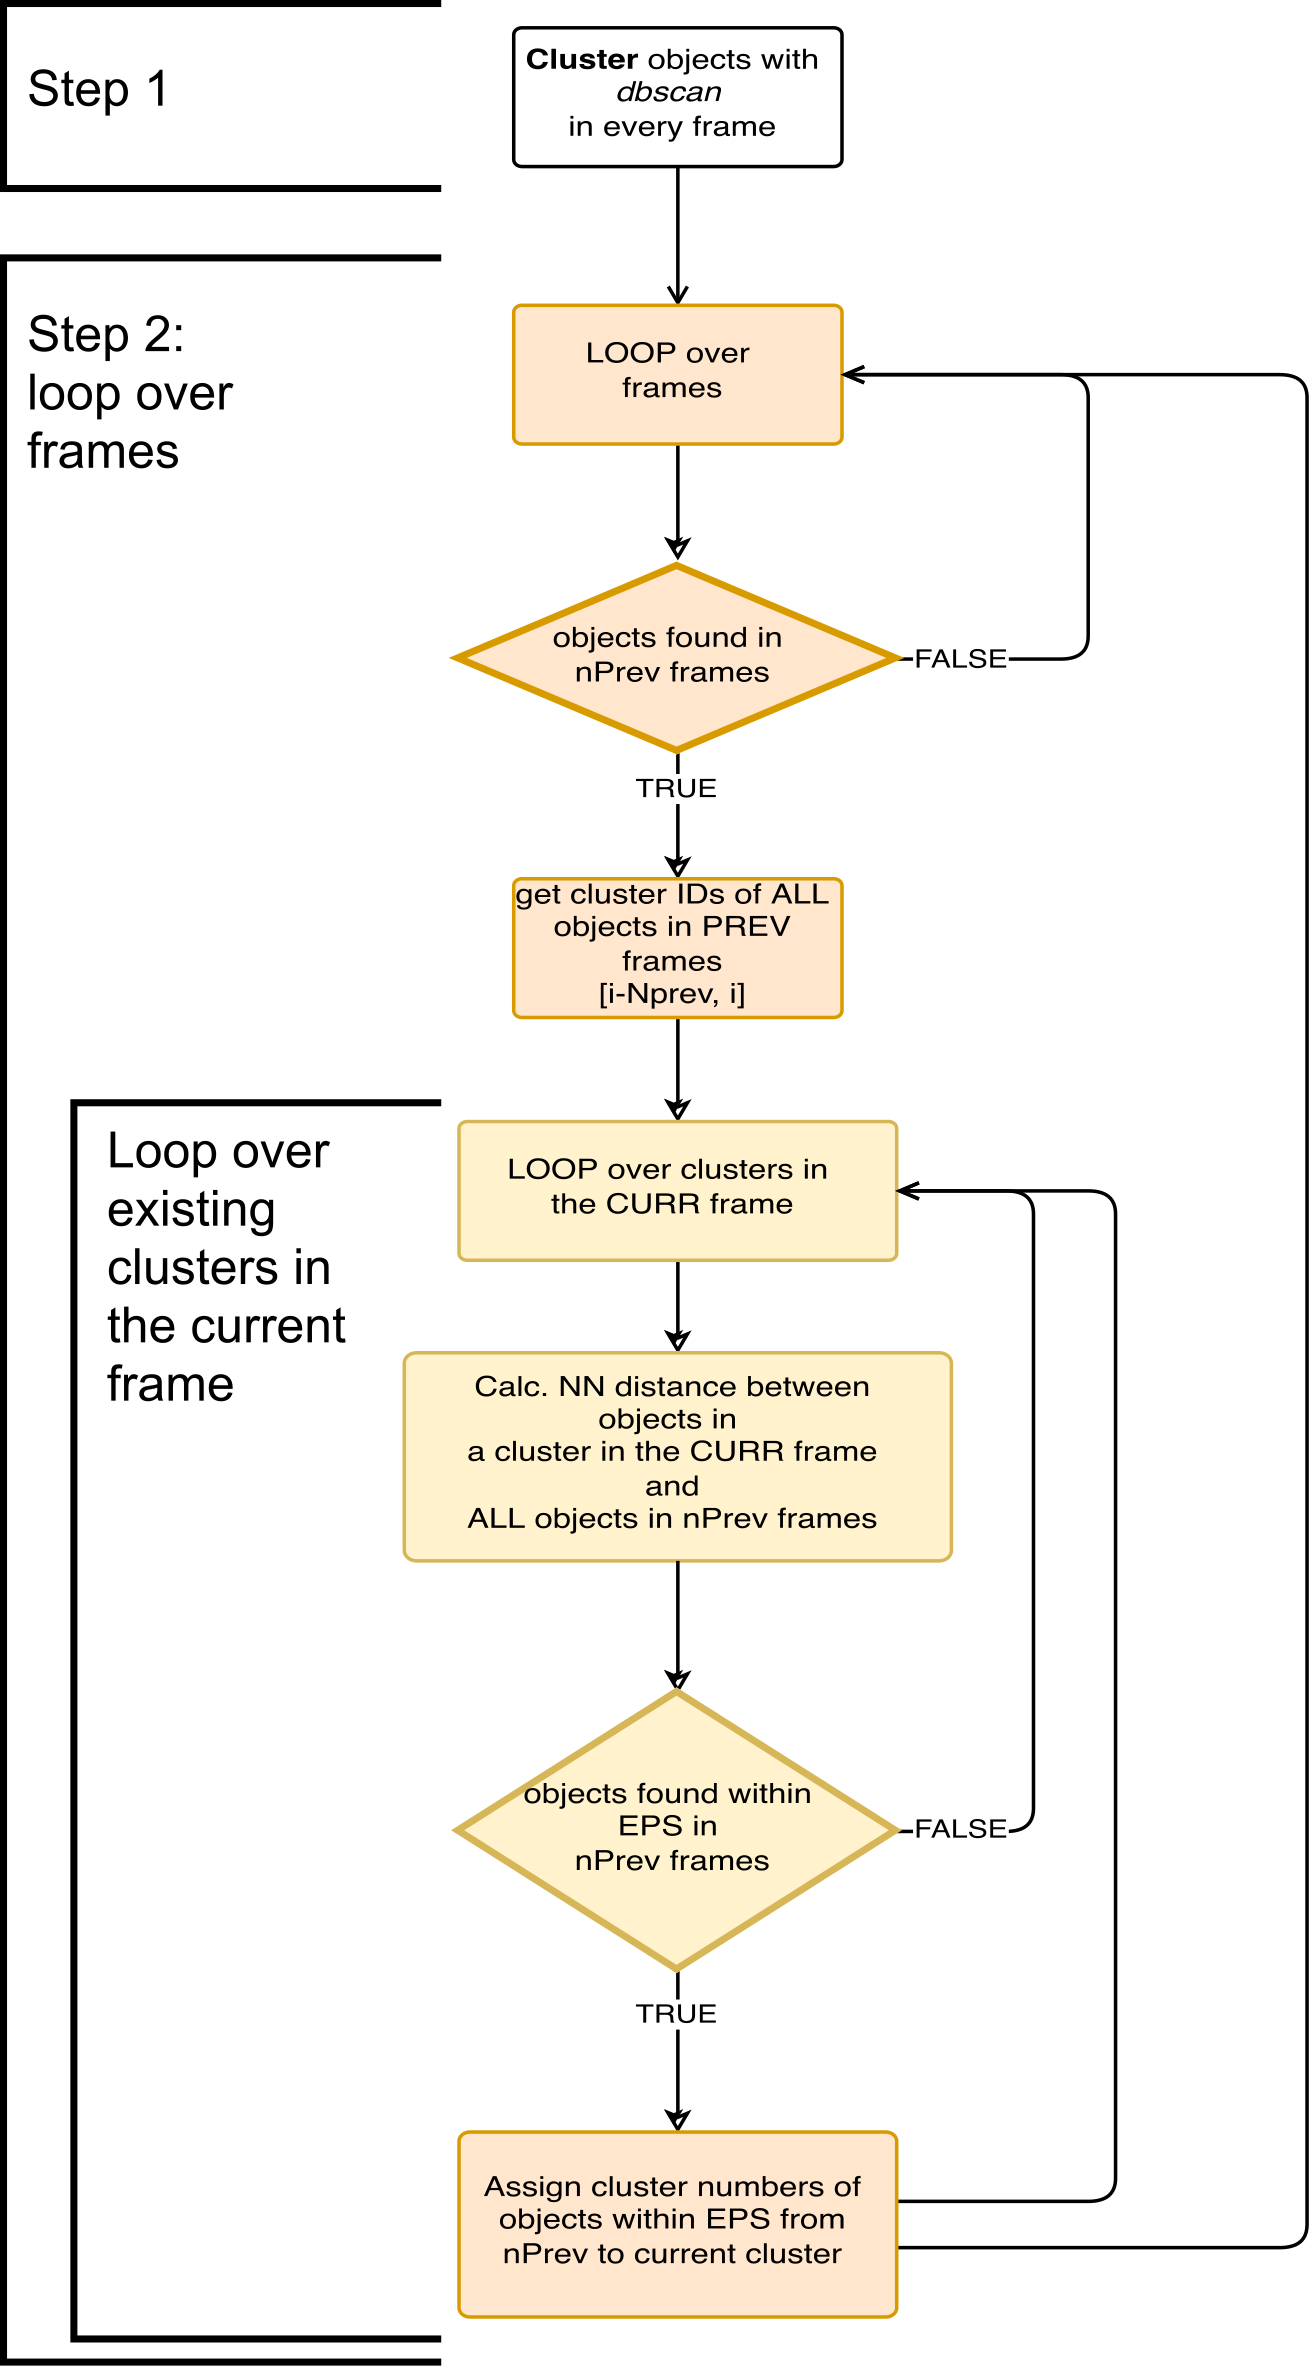 Step 1
Cluster objects with
dbscan
in every frame
Step 2:
loop over
frames
LOOP over
frames
objects found in
nPrev frames
FALSE
TRUE
get cluster IDs of ALL
objects in PREV
frames
[i-Nprev, i]
Loop over
existing
clusters in
the current
frame
LOOP over clusters in
the CURR frame
Calc. NN distance between
objects in
a cluster in the CURR frame
and
ALL objects in nPrev frames
objects found within
EPS in
nPrev frames
FALSE
TRUE
Assign cluster numbers of
objects within EPS from
nPrev to current cluster